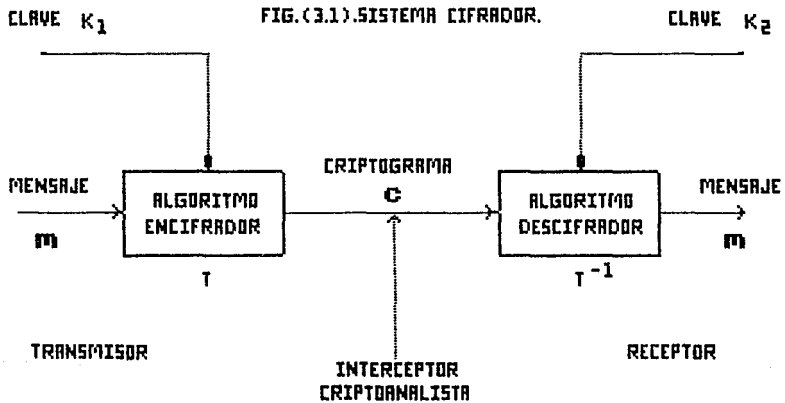 FIG.(3.1).SISTEMA CIFRADOR.
CLAVE K1
CLAVE K2
MENSAJE
m
ALGORITMO
ENCIFRADOR
T
CRIPTOGRAMA
C
ALGORITMO
DESCIFRADOR
T-1
MENSAJE
m
TRANSMISOR
INTERCEPTOR
CRIPTOANALISTA
RECEPTOR